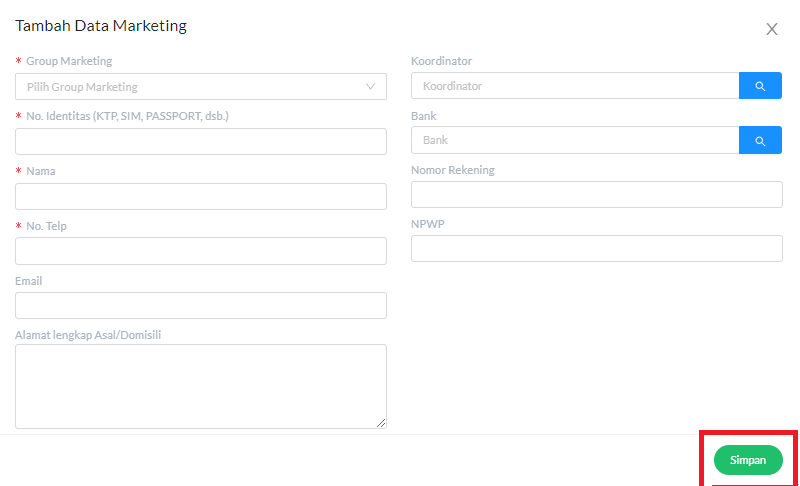 Tambah Data Marketing
* Group Marketing
Pilih Group Marketing
* No. Identitas (KTP, SIM, PASSPORT, dsb.)
* Nama
* No. Telp
Email
Alamat lengkap Asal/Domisili
Koordinator
Koordinator
Bank
Bank
Nomor Rekening
NPWP
Simpan